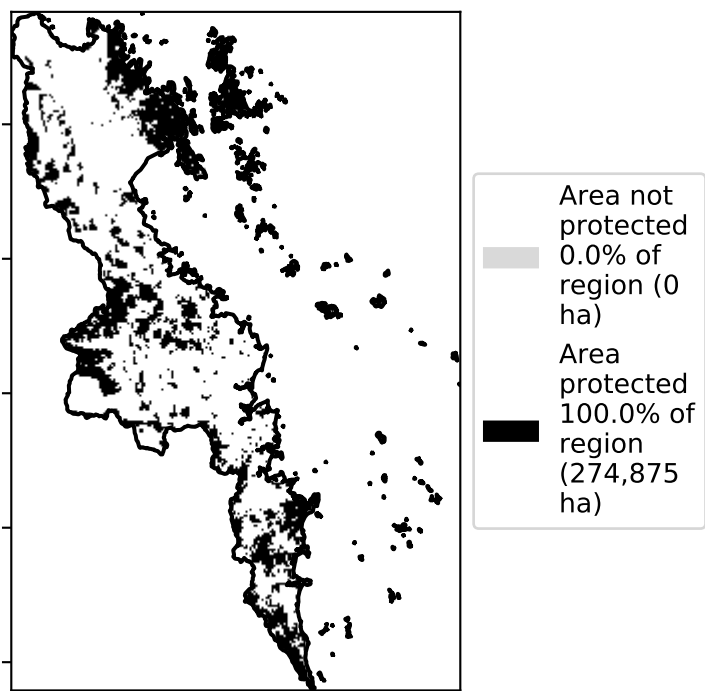 Area not
protected
0.0% of
region (0
ha)
Area
protected
100.0% of
region
(274,875
ha)